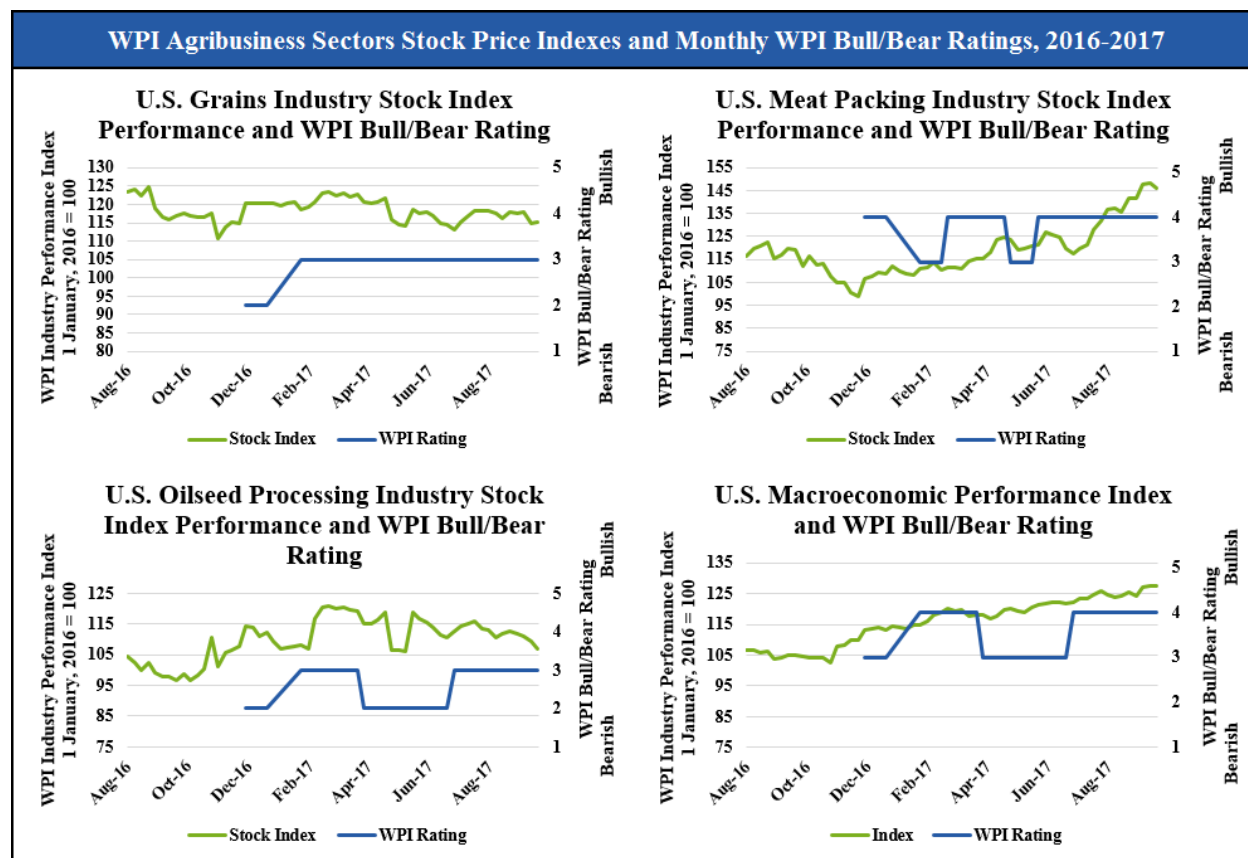 WPI Agribusiness Sectors Stock Price Indexes and Monthly WPI Bull/Bear Ratings, 2016-2017
U.S. Grains Industry Stock Index
Performance and WPI Bull/Bear Rating
WPI Industry Performance Index
1 January, 2016 = 100
130
125
120
115
110
105
100
95
90
85
80
5
4
3
2
1
WPI Bull/Bear Rating
Bullish
Bearish
Aug-16
Oct-16
Dec-16
Feb-17
Apr-17
Jun-17
Aug-17
Stock Index
WPI Rating
U.S. Meat Packing Industry Stock Index
Performance and WPI Bull/Bear Rating
WPI Industry Performance Index
1 January, 2016 = 100
155
145
135
125
115
105
95
85
75
5
4
3
2
1
WPI Bull/Bear Rating
Bullish
Bearish
Aug-16
Oct-16
Dec-16
Feb-17
Apr-17
Jun-17
Aug-17
Stock Index
WPI Rating
U.S. Oilseed Processing Industry Stock
Index Performance and WPI Bull/Bear
Rating
WPI Industry Performance Index
1 January, 2016 = 100
125
115
105
95
85
75
5
4
3
2
1
WPI Bull/Bear Rating
Bullish
Bearish
Aug-16
Oct-16
Dec-16
Feb-17
Apr-17
Jun-17
Aug-17
Stock Index
WPI Rating
U.S. Macroeconomic Performance Index
and WPI Bull/Bear Rating
WPI Industry Performance Index
1 January, 2016 = 100
135
125
115
105
95
85
75
5
4
3
2
1
WPI Bull/Bear Rating
Bullish
Bearish
Aug-16
Oct-16
Dec-16
Feb-17
Apr-17
Jun-17
Aug-17
Index
WPI Rating